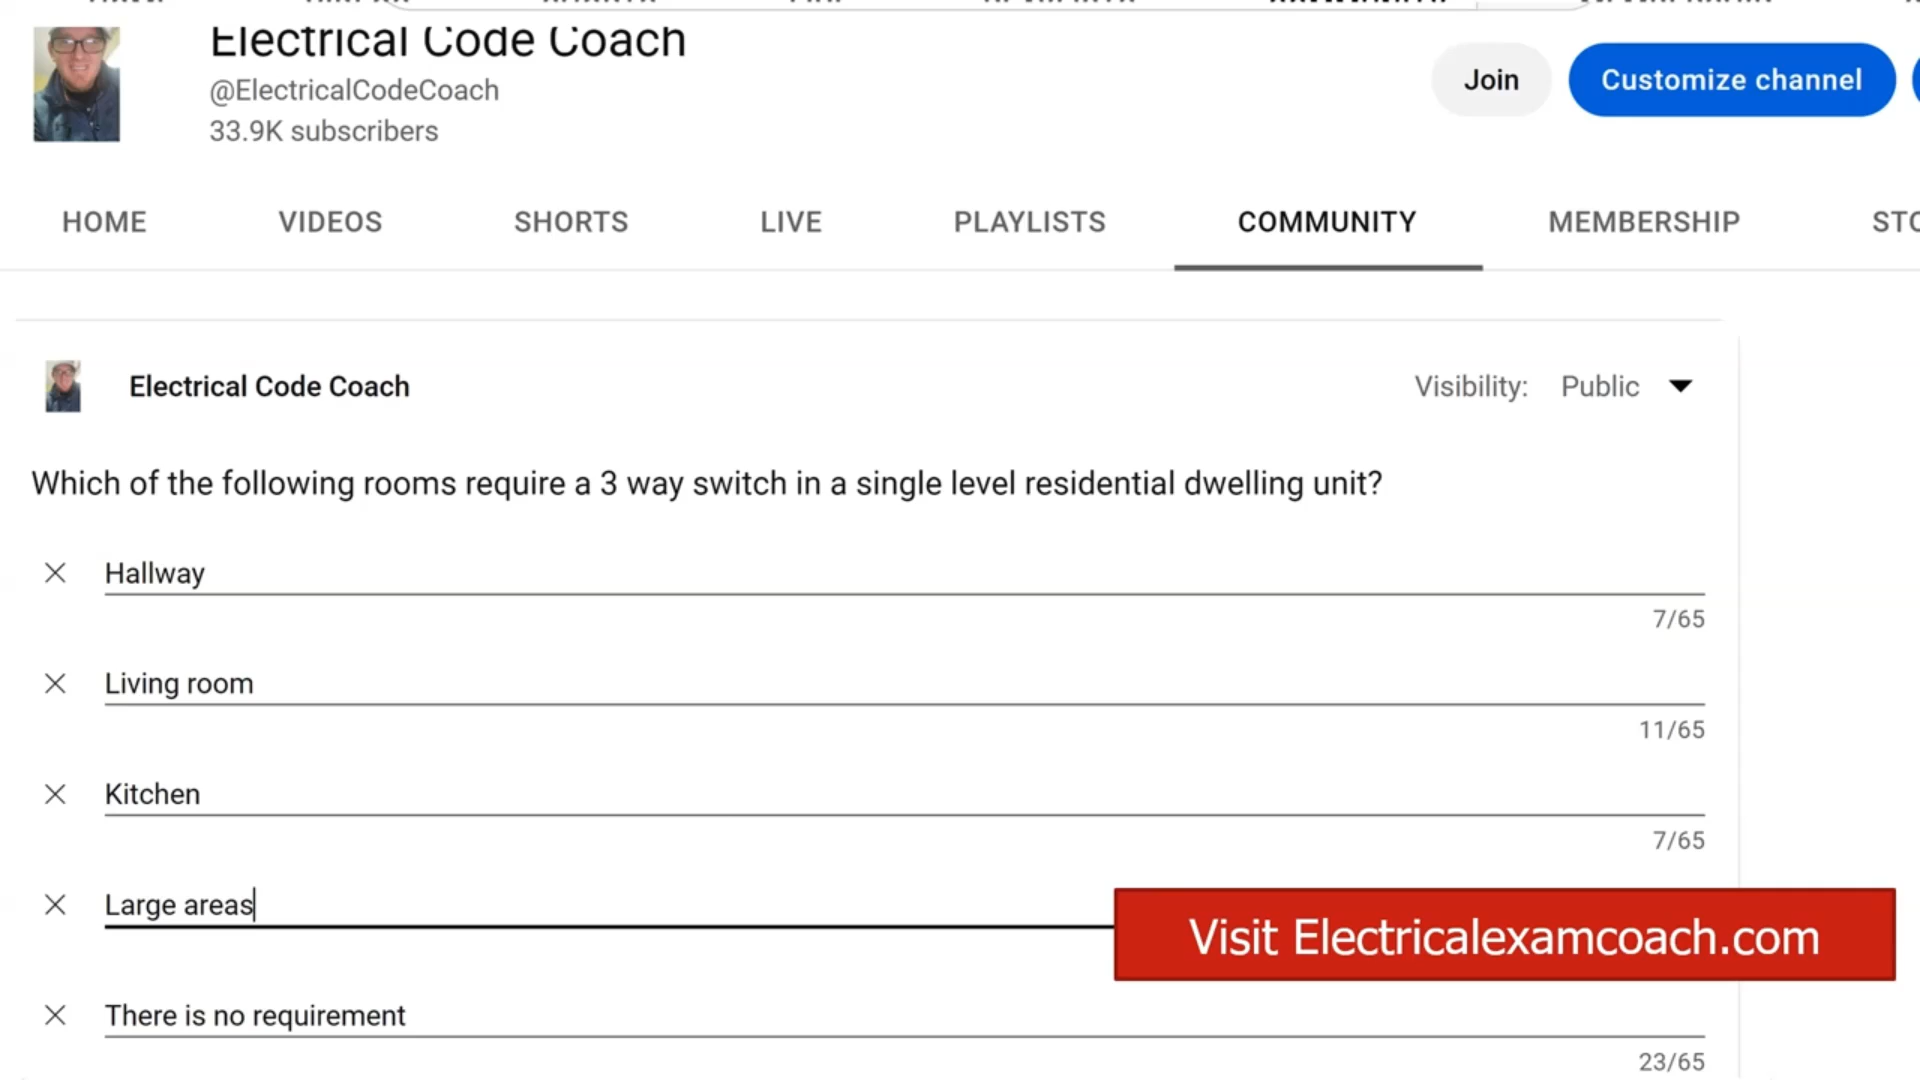 Electrical Code Coach
@ElectricalCodeCoach
33.9K subscribers
Join
Customize channel
HOME
VIDEOS
SHORTS
LIVE
PLAYLISTS
COMMUNITY
MEMBERSHIP
STO
Electrical Code Coach
Visibility: Public
Which of the following rooms require a 3 way switch in a single level residential dwelling unit?
Hallway
7/65
Living room
11/65
Kitchen
7/65
Large areas
Visit Electricalexamcoach.com
There is no requirement
23/65